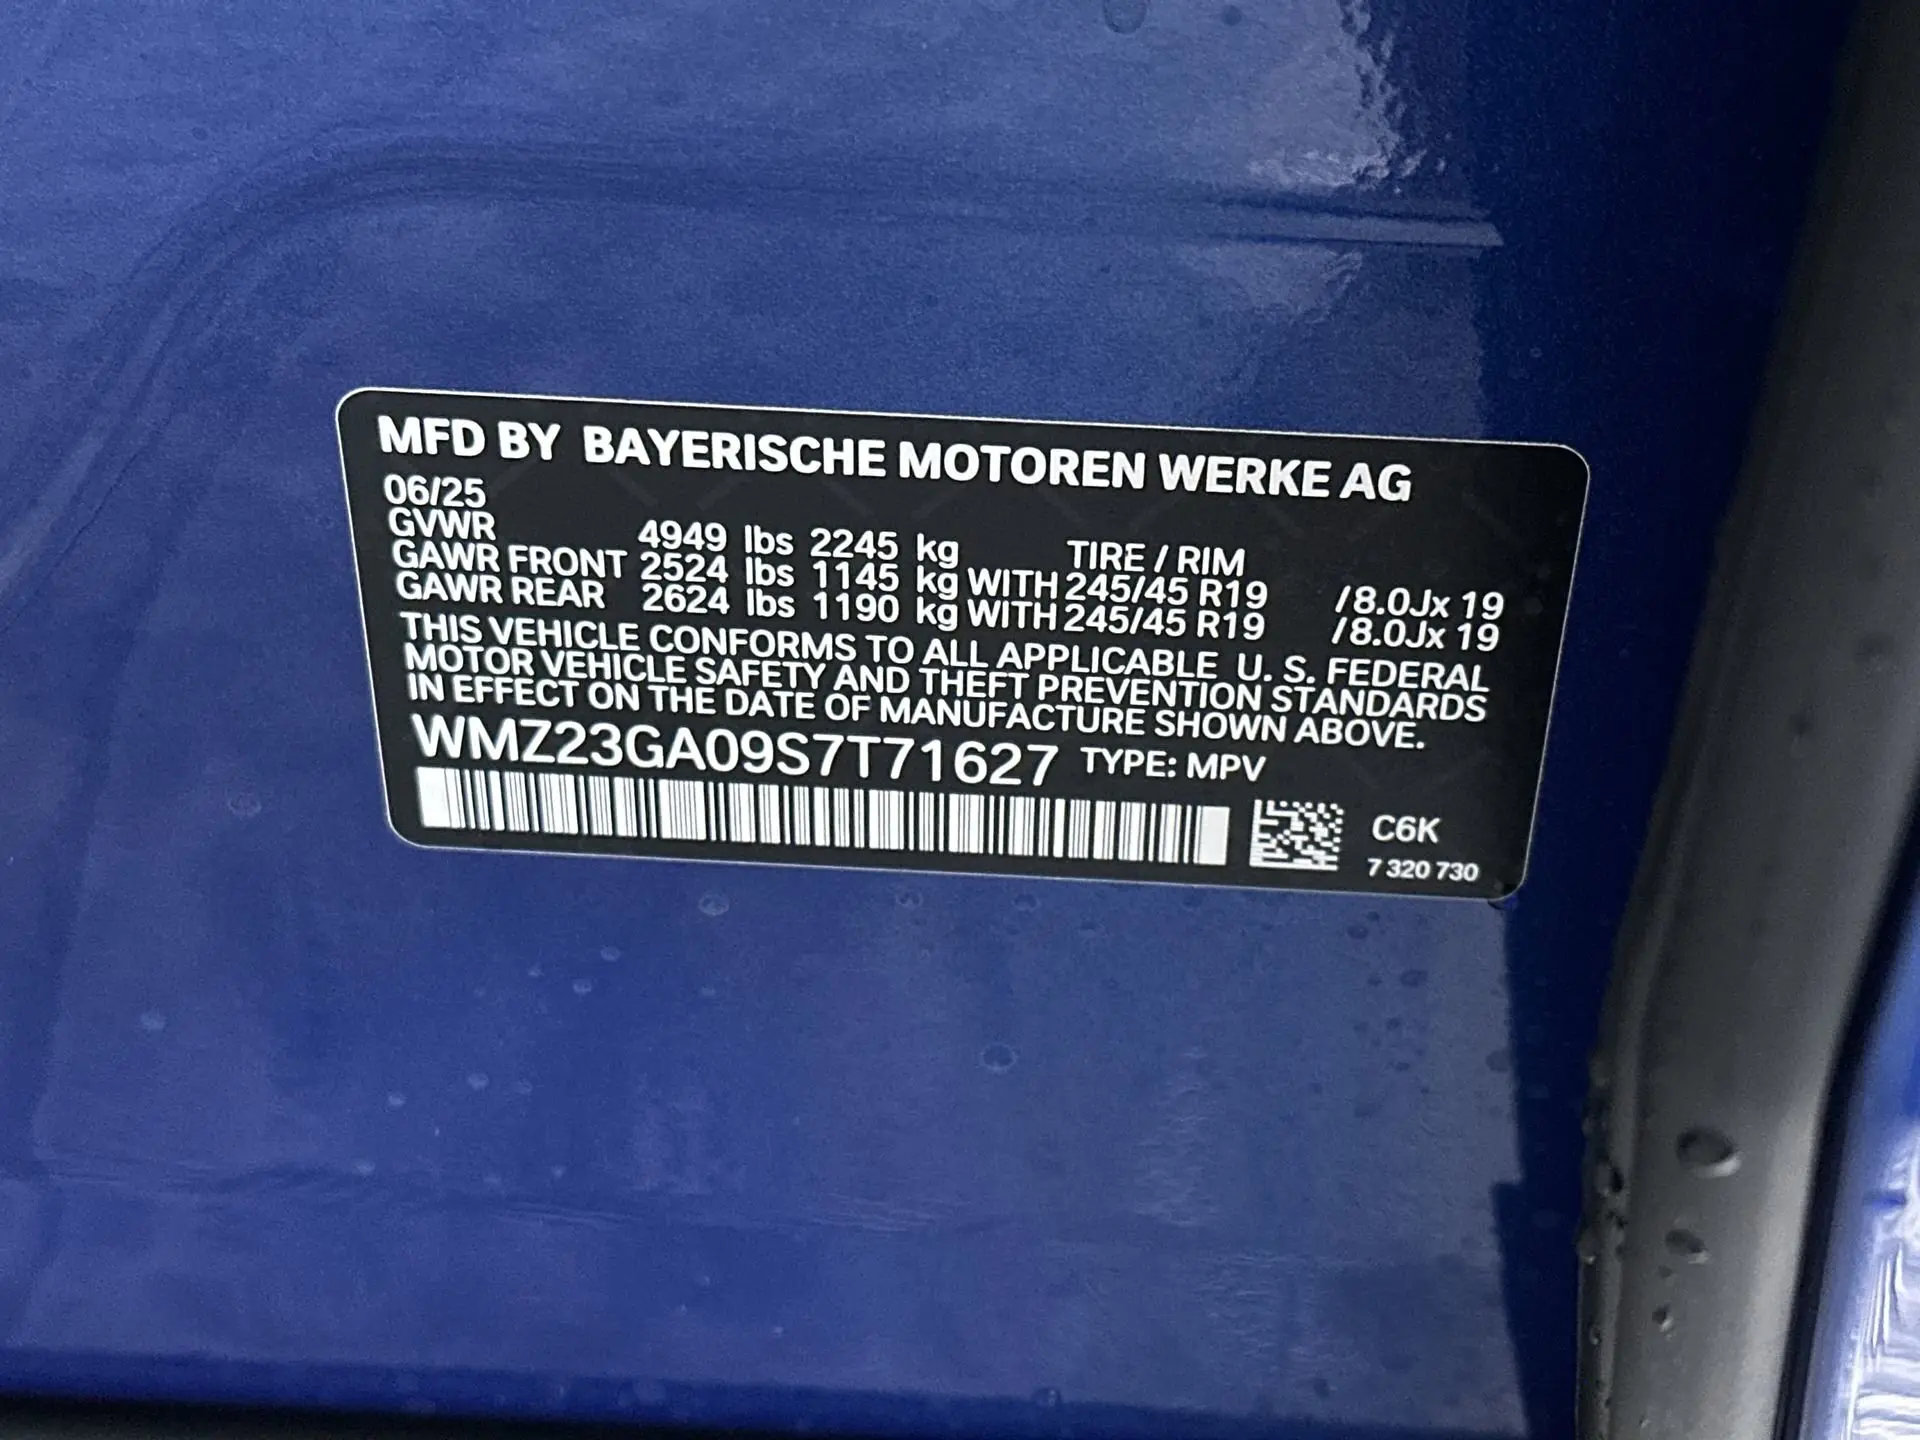 MFD BY BAYERISCHE MOTOREN WERKE AG
06/25
GVWR 4949 lbs 2245 kg TIRE / RIM
GAWR FRONT 2524 lbs 1145 kg WITH 245/45 R19 /8.0Jx 19
GAWR REAR 2624 lbs 1190 kg WITH 245/45 R19 /8.0Jx 19
THIS VEHICLE CONFORMS TO ALL APPLICABLE U. S. FEDERAL
MOTOR VEHICLE SAFETY AND THEFT PREVENTION STANDARDS
IN EFFECT ON THE DATE OF MANUFACTURE SHOWN ABOVE.
WMZ23GA09S7T71627 TYPE: MPV
C6K
7 320 730